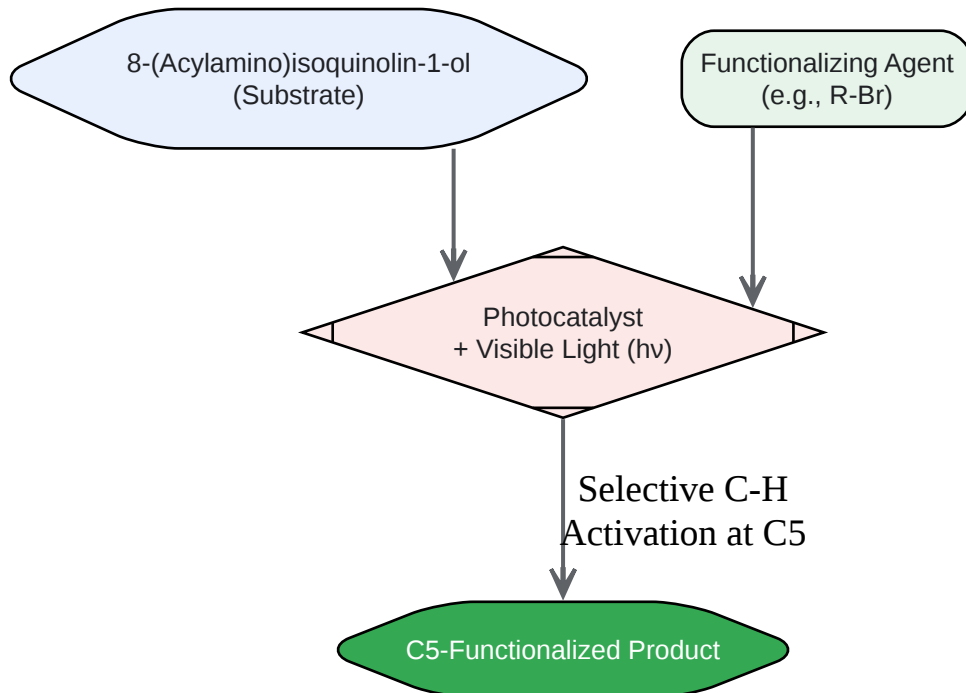 8-(Acylamino)isoquinolin-1-ol
(Substrate)
Functionalizing Agent
(e.g., R-Br)
Photocatalyst
+ Visible Light (hν)
Selective C-H
Activation at C5
C5-Functionalized Product